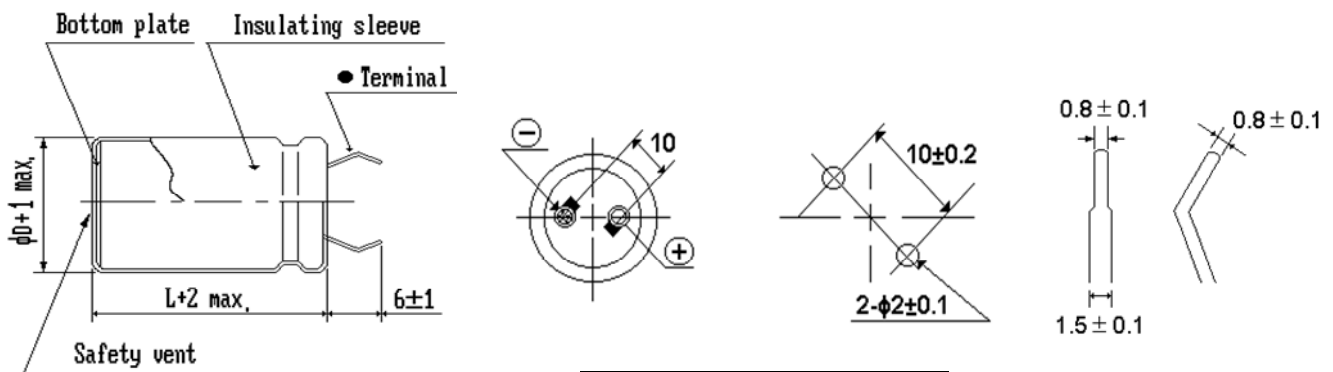 Bottom plate
Insulating sleeve
● Terminal
φD+1 max.
L+2 max.
6±1
Safety vent
⊖
10
⊕
10±0.2
2-φ2±0.1
0.8±0.1
0.8±0.1
1.5±0.1